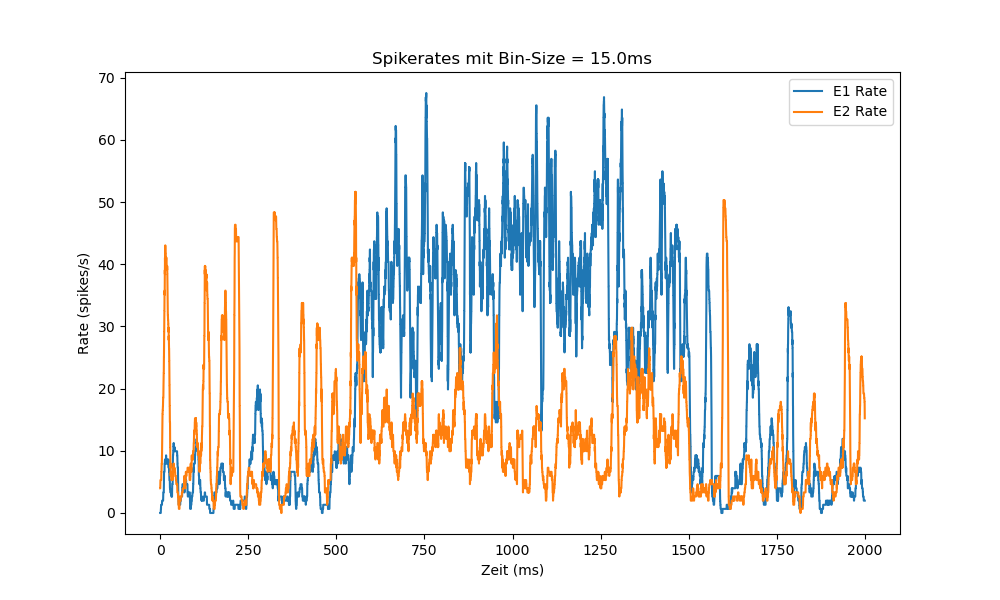 Spikerates mit Bin-Size = 15.0ms
E1 Rate
E2 Rate
Rate (spikes/s)
70
60
50
40
30
20
10
0
0 250 500 750 1000 1250 1500 1750 2000
Zeit (ms)